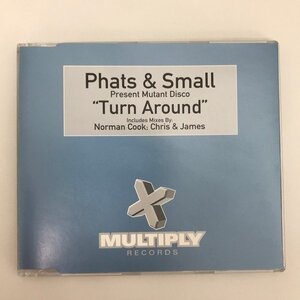 Phats & Small
Present Mutant Disco
“Turn Around”
Includes Mixes By:
Norman Cook: Chris & James
MULTIPLY
RECORDS